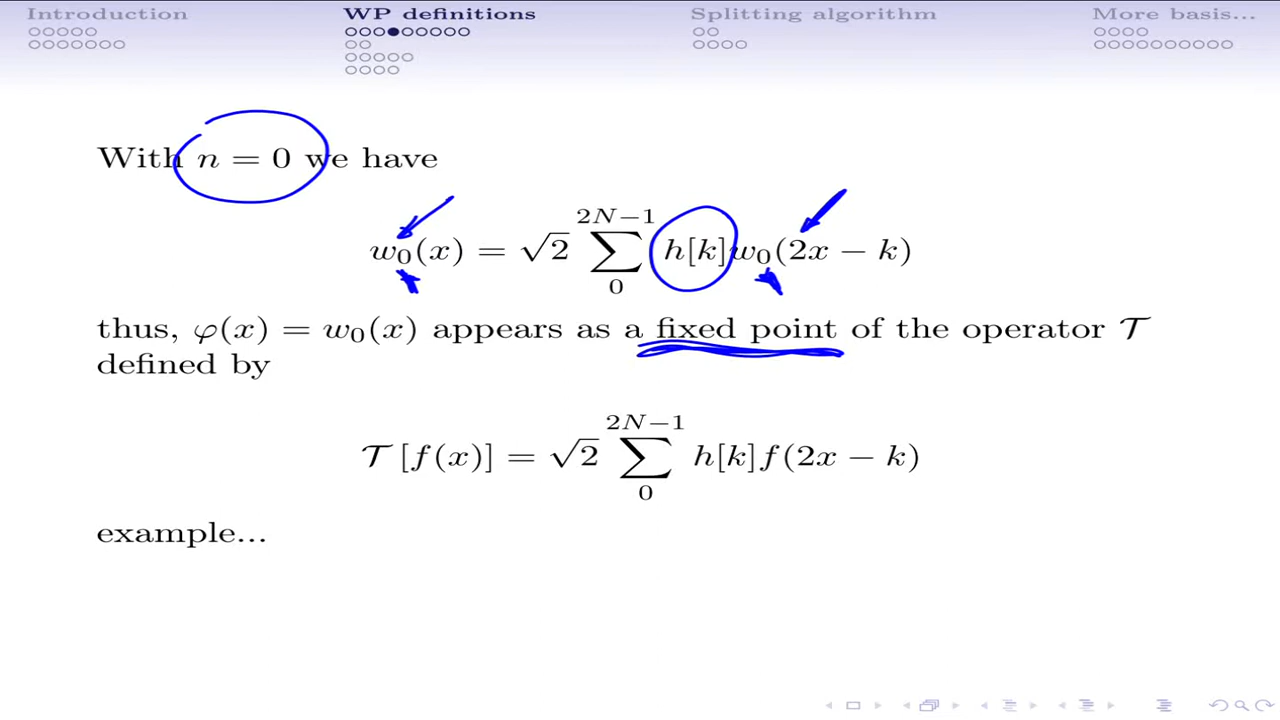 Introduction WP definitions Splitting algorithm More basis...
With n = 0 we have
w₀(x) = √2 ∑₀^{2N−1} h[k]w₀(2x − k)
thus, φ(x) = w₀(x) appears as a fixed point of the operator 𝒯
defined by
𝒯 [f(x)] = √2 ∑₀^{2N−1} h[k]f(2x − k)
example...